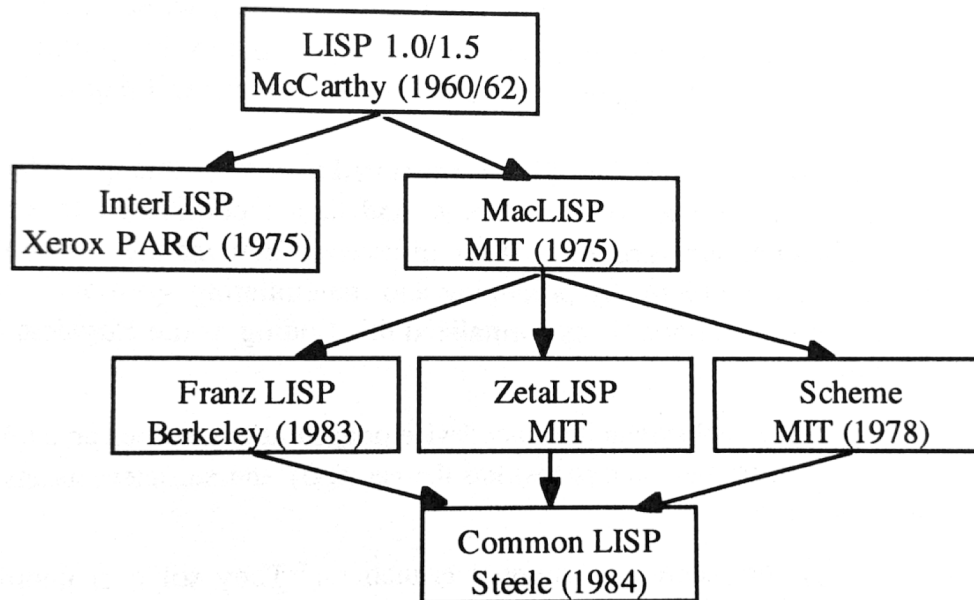 LISP 1.0/1.5
McCarthy (1960/62)
InterLISP
Xerox PARC (1975)
MacLISP
MIT (1975)
Franz LISP
Berkeley (1983)
ZetaLISP
MIT
Scheme
MIT (1978)
Common LISP
Steele (1984)